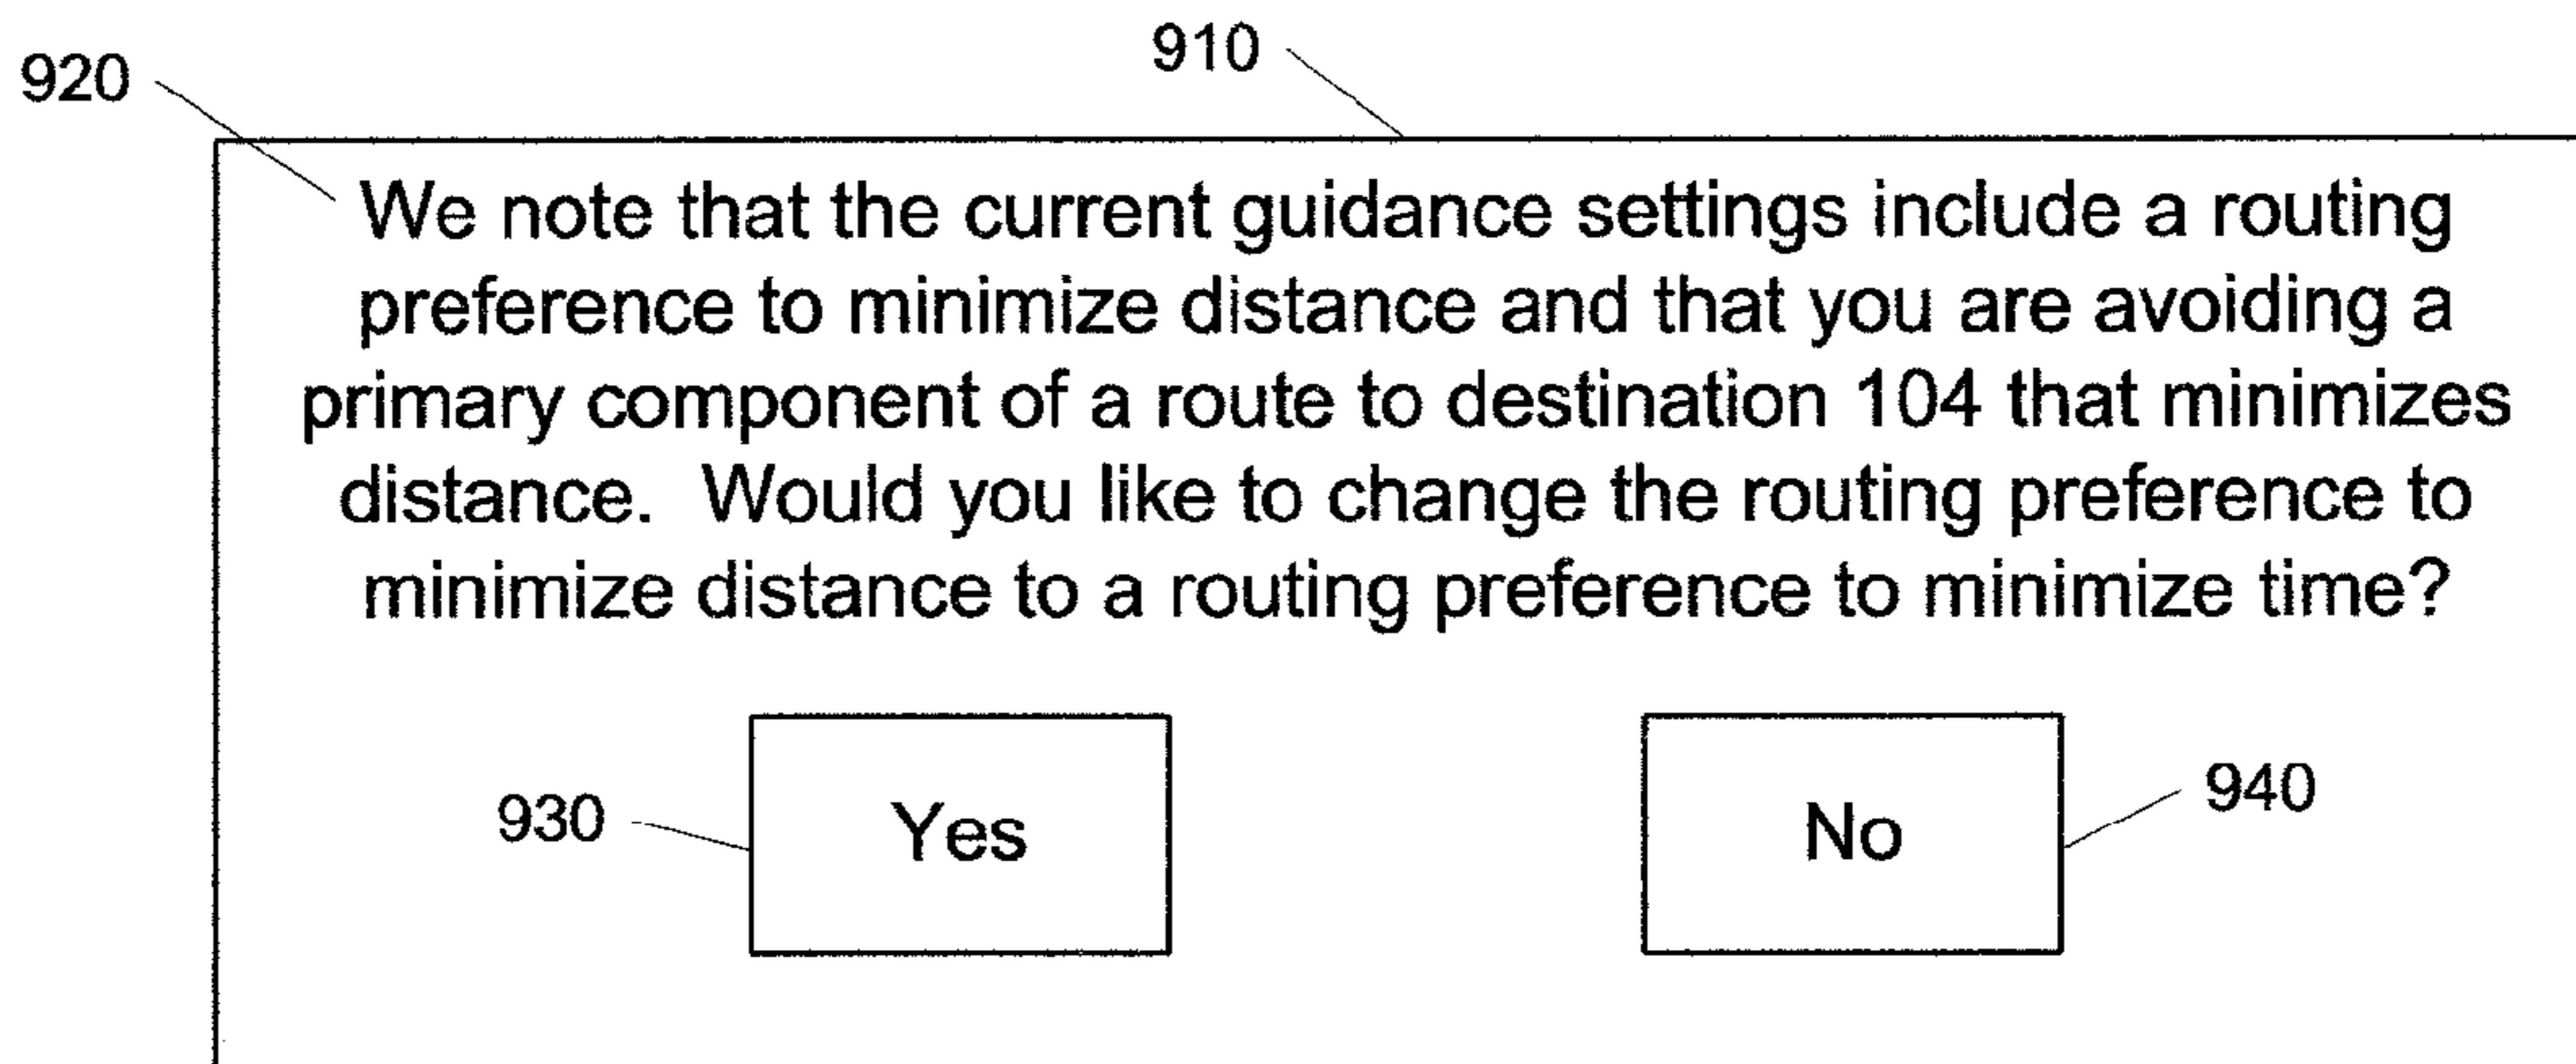 910
920
We note that the current guidance settings include a routing
preference to minimize distance and that you are avoiding a
primary component of a route to destination 104 that minimizes
distance.  Would you like to change the routing preference to
minimize distance to a routing preference to minimize time?
930
Yes
No
940